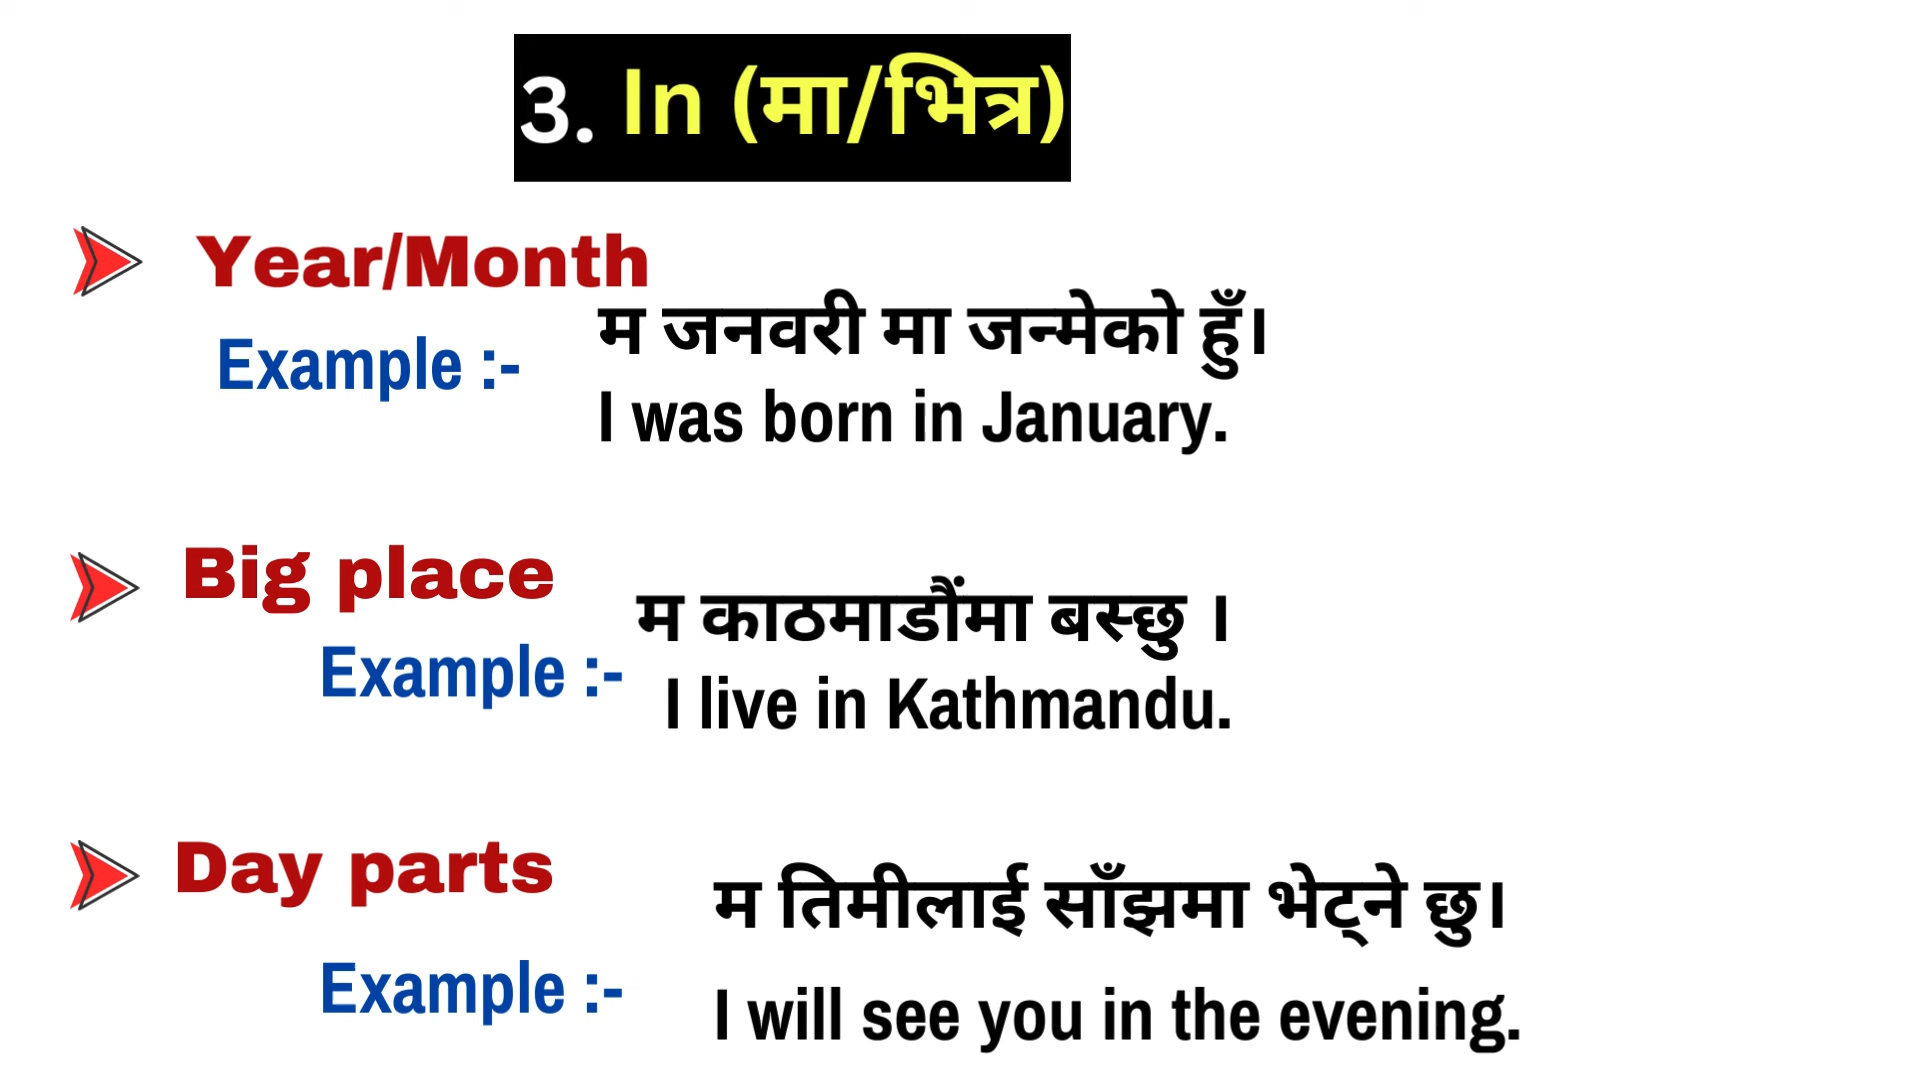 3. In (मा/भित्र)
Year/Month
म जनवरी मा जन्मेको हुँ।
Example :-
I was born in January.
Big place
म काठमाडौंमा बस्छु ।
Example :-
I live in Kathmandu.
Day parts
म तिमीलाई साँझमा भेट्ने छु।
Example :-
I will see you in the evening.